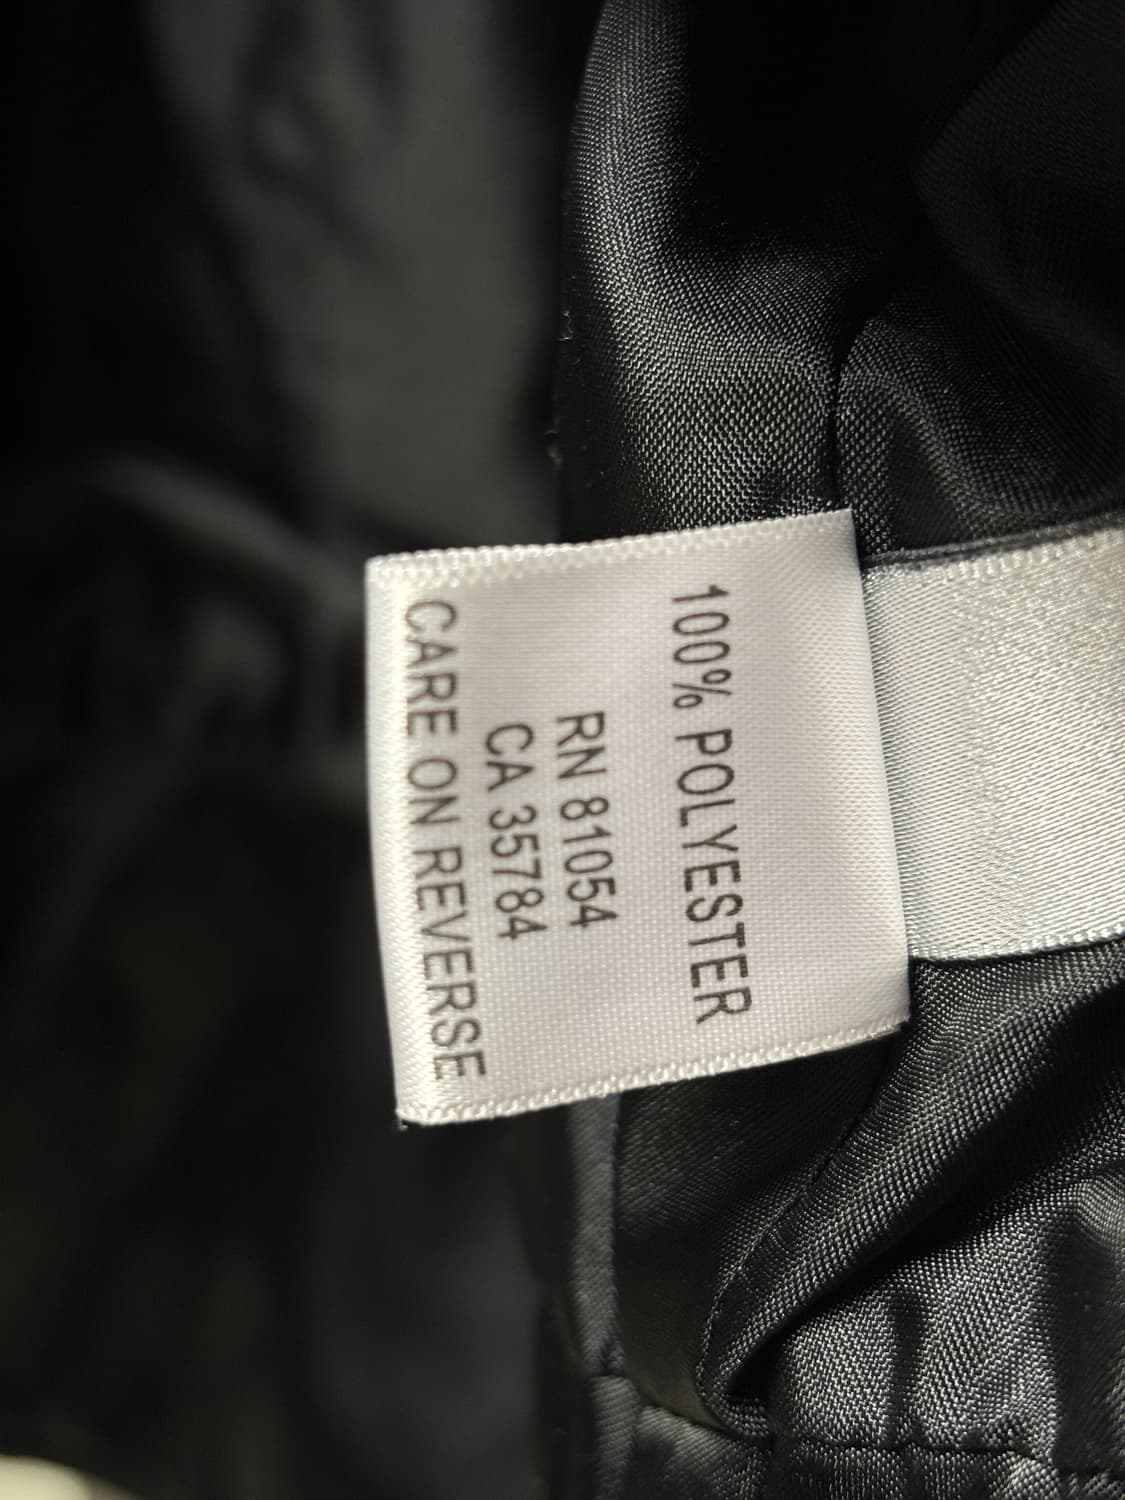 100% POLYESTER
RN 81054
CA 35784
CARE ON REVERSE